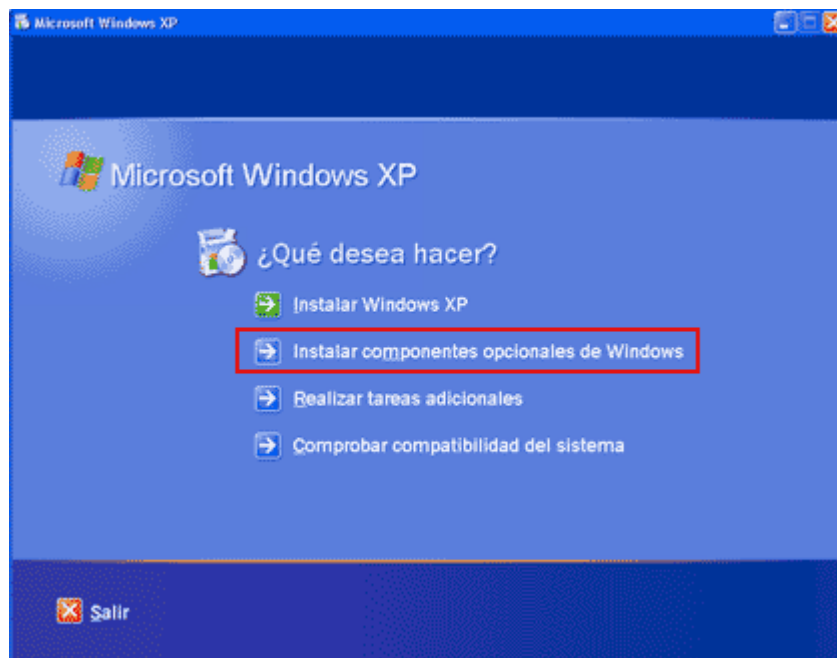 Microsoft Windows XP
Microsoft Windows XP
¿Qué desea hacer?
Instalar Windows XP
Instalar componentes opcionales de Windows
Realizar tareas adicionales
Comprobar compatibilidad del sistema
Salir